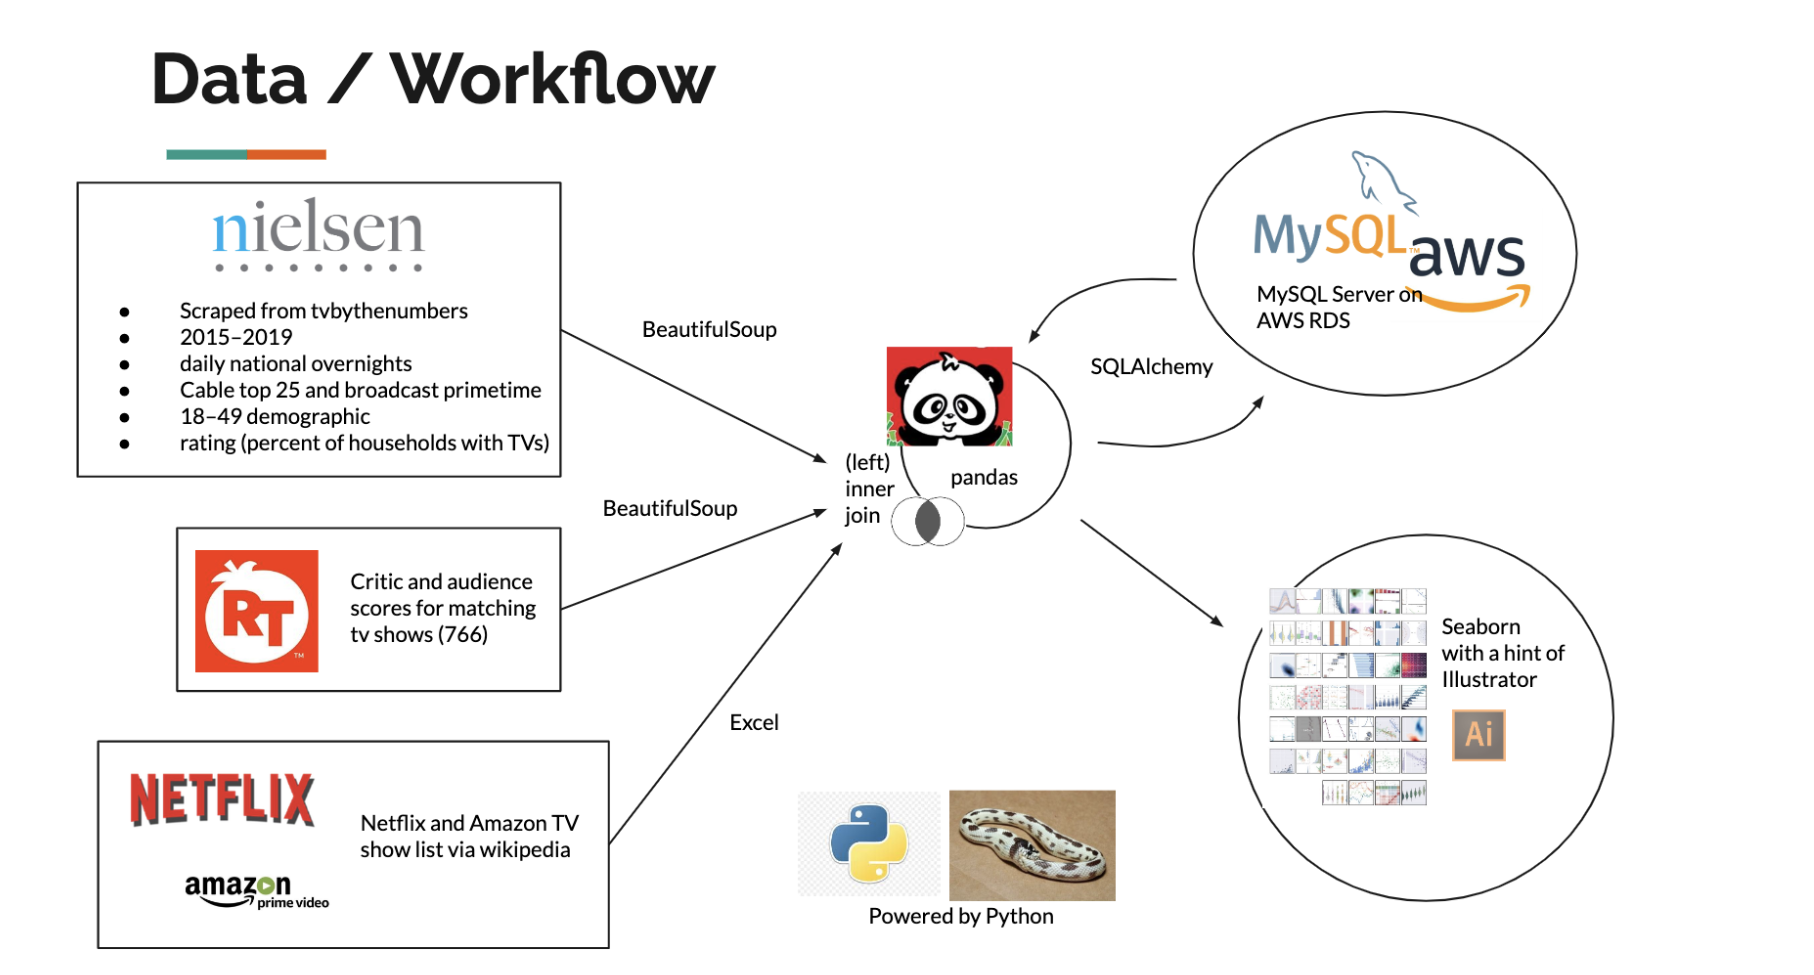 Data / Workflow
nielsen
● Scraped from tvbythenumbers
● 2015–2019
● daily national overnights
● Cable top 25 and broadcast primetime
● 18–49 demographic
● rating (percent of households with TVs)
BeautifulSoup
RT
TM
Critic and audience
scores for matching
tv shows (766)
BeautifulSoup
NETFLIX
amazon
prime video
Netflix and Amazon TV
show list via wikipedia
Excel
(left)
inner
join
pandas
SQLAlchemy
MySQL
TM
aws
MySQL Server on
AWS RDS
Seaborn
with a hint of
Illustrator
Ai
Powered by Python